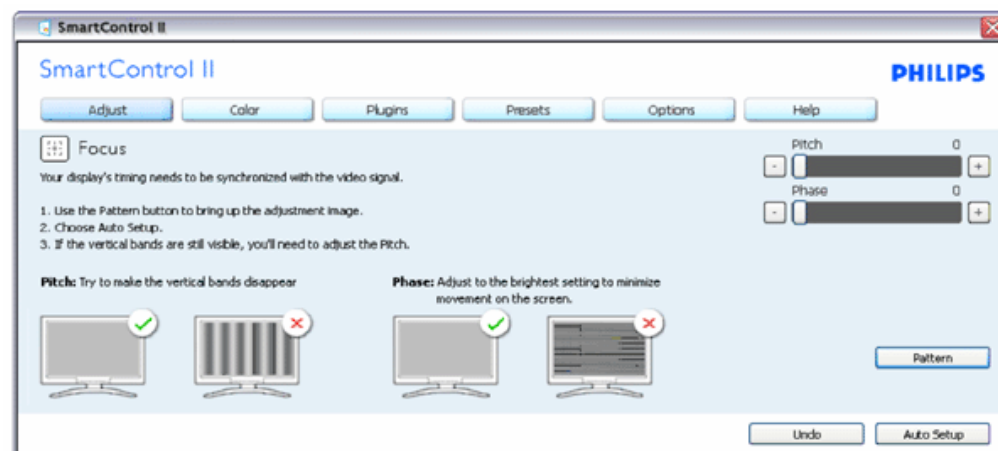 SmartControl II
SmartControl II
PHILIPS
Adjust Color Plugins Presets Options Help
Focus
Your display's timing needs to be synchronized with the video signal.
1. Use the Pattern button to bring up the adjustment image.
2. Choose Auto Setup.
3. If the vertical bands are still visible, you'll need to adjust the Pitch.
Pitch 0
- +
Phase 0
- +
Pitch: Try to make the vertical bands disappear
Phase: Adjust to the brightest setting to minimize
movement on the screen.
Pattern
Undo Auto Setup